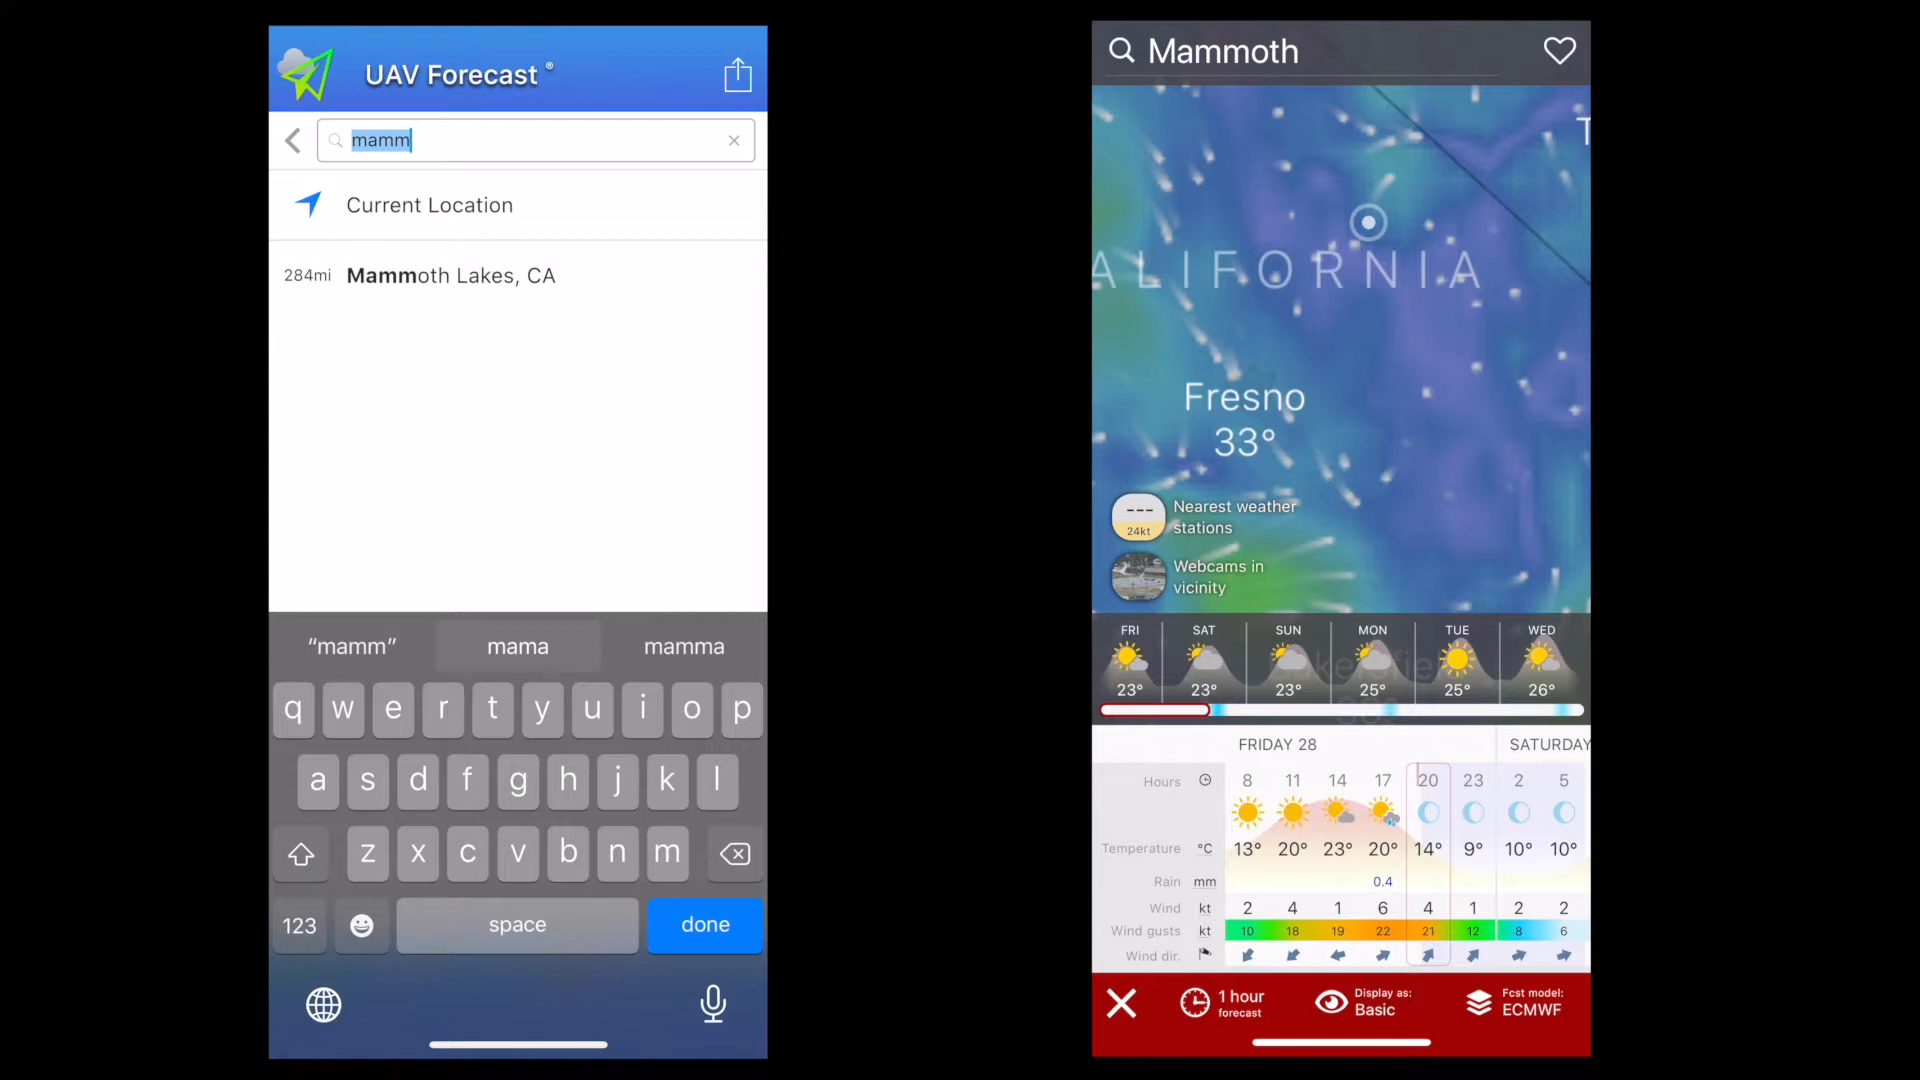 UAV Forecast ®
mamm
Current Location
284mi Mammoth Lakes, CA
“mamm” mama mamma
q w e r t y u i o p
a s d f g h j k l
z x c v b n m
123 space done
Mammoth
T
ALIFORNIA
Fresno
33°
--- Nearest weather
24kt stations
Webcams in
vicinity
FRI SAT SUN MON TUE WED
23° 23° 23° 25° 25° 26°
FRIDAY 28 SATURDAY
Hours 8 11 14 17 20 23 2 5
Temperature °C 13° 20° 23° 20° 14° 9° 10° 10°
Rain mm 0.4
Wind kt 2 4 1 6 4 1 2 2
Wind gusts kt 10 18 19 22 21 12 8 6
Wind dir.
1 hour
forecast
Display as:
Basic
Fcst model:
ECMWF